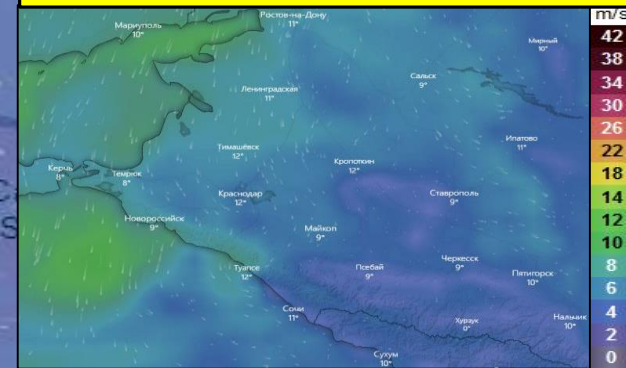 Ростов-на-Дону
11°
m/s
Мариуполь
10°
Мирный
10°
42
38
Сальск
9°
34
Ленинградская
11°
30
26
Ипатово
11°
22
Тимашёвск
12°
Кропоткин
12°
18
Керчь
8°
Темрюк
8°
Краснодар
12°
Ставрополь
9°
14
12
Новороссийск
9°
Майкоп
9°
10
Туапсе
12°
Псебай
9°
Черкесск
9°
Пятигорск
10°
8
6
Сочи
11°
Хурзук
0°
Нальчик
10°
4
2
Сухум
10°
0